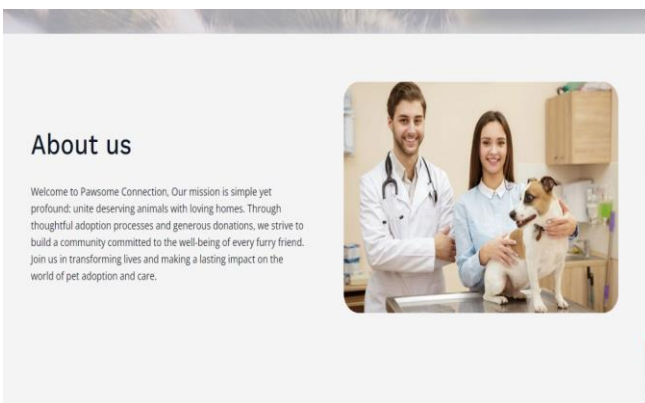 About us
Welcome to Pawsome Connection, Our mission is simple yet
profound: unite deserving animals with loving homes. Through
thoughtful adoption processes and generous donations, we strive to
build a community committed to the well-being of every furry friend.
Join us in transforming lives and making a lasting impact on the
world of pet adoption and care.